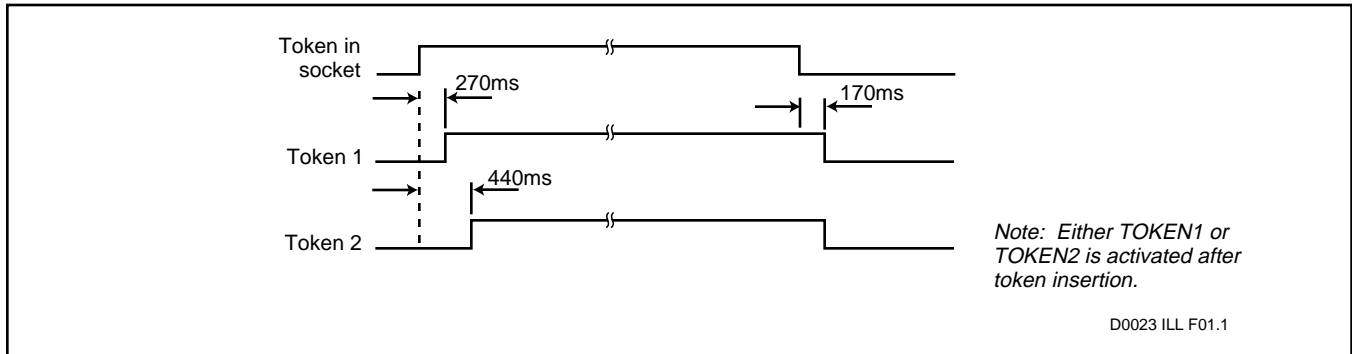 Token in
socket
270ms
170ms
Token 1
440ms
Token 2
Note: Either TOKEN1 or
TOKEN2 is activated after
token insertion.
D0023 ILL F01.1